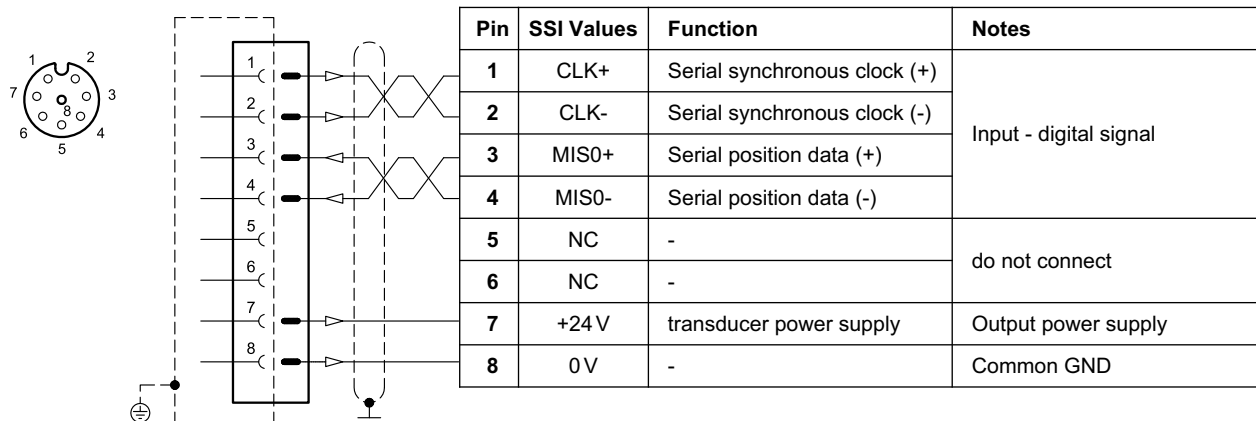 1 2
7 3
8
6 4
5
1
2
3
4
5
6
7
8
Pin SSI Values Function Notes
1 CLK+ Serial synchronous clock (+)
2 CLK- Serial synchronous clock (-)
Input - digital signal
3 MIS0+ Serial position data (+)
4 MIS0- Serial position data (-)
5 NC -
do not connect
6 NC -
7 +24 V transducer power supply Output power supply
8 0 V - Common GND